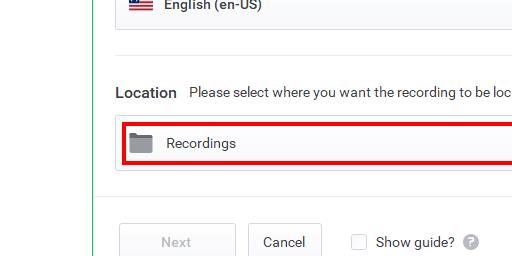 English (en-US)
Location Please select where you want the recording to be loc
Recordings
Next Cancel Show guide? ?